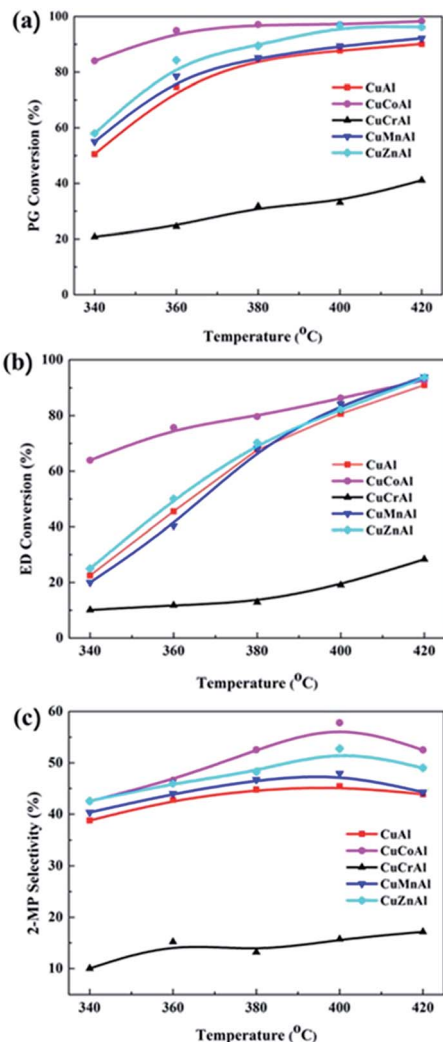 (a)
100
80
60
40
20
0
PG Conversion (%)
CuAl
CuCoAl
CuCrAl
CuMnAl
CuZnAl
340 360 380 400 420
Temperature (°C)
(b)
100
80
60
40
20
0
ED Conversion (%)
CuAl
CuCoAl
CuCrAl
CuMnAl
CuZnAl
340 360 380 400 420
Temperature (°C)
(c)
60
50
40
30
20
10
2-MP Selectivity (%)
CuAl
CuCoAl
CuCrAl
CuMnAl
CuZnAl
340 360 380 400 420
Temperature (°C)